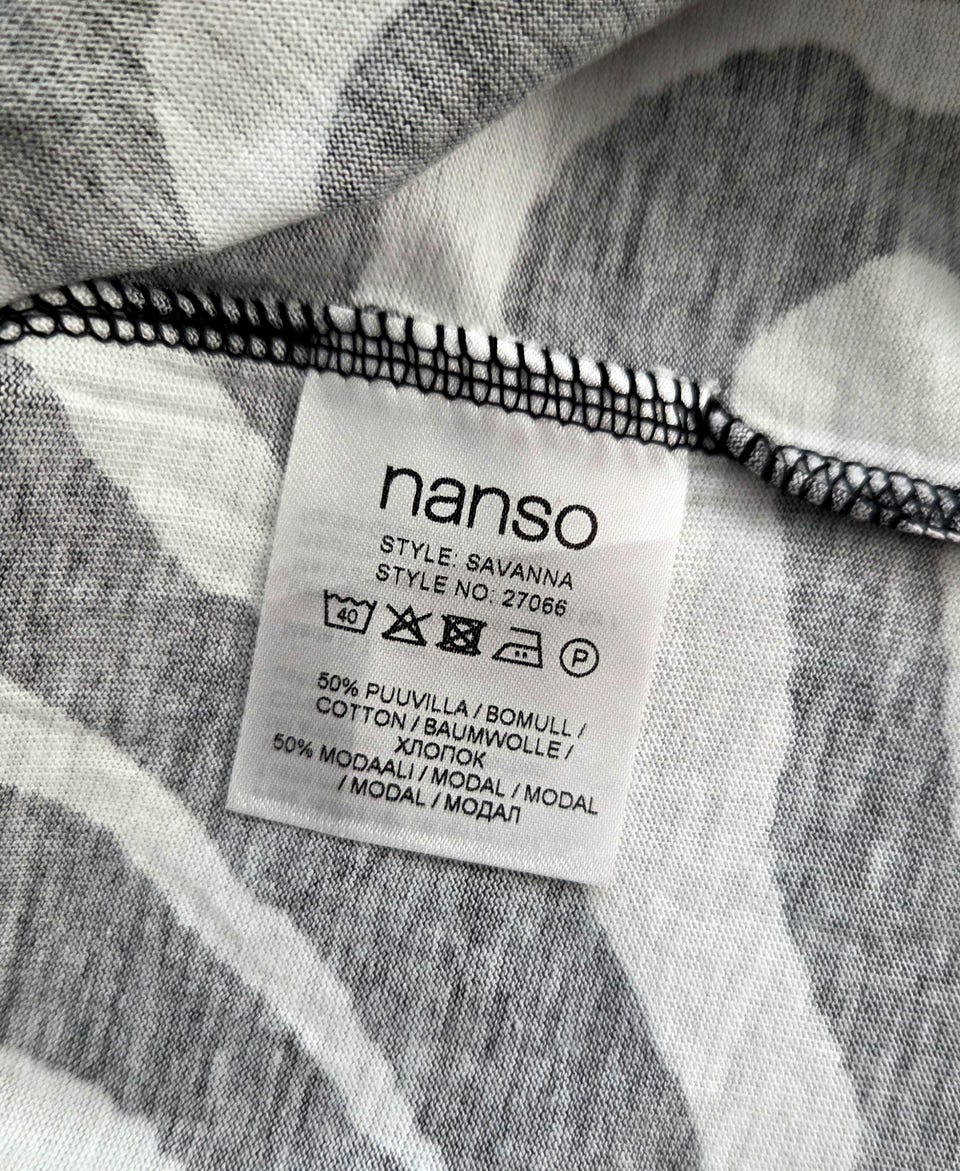 nanso
STYLE: SAVANNA
STYLE NO: 27066
40 P
50% PUUVILLA / BOMULL /
COTTON / BAUMWOLLE /
ХЛОПОК
50% MODAALI / MODAL / MODAL
/ MODAL / МОДАЛ